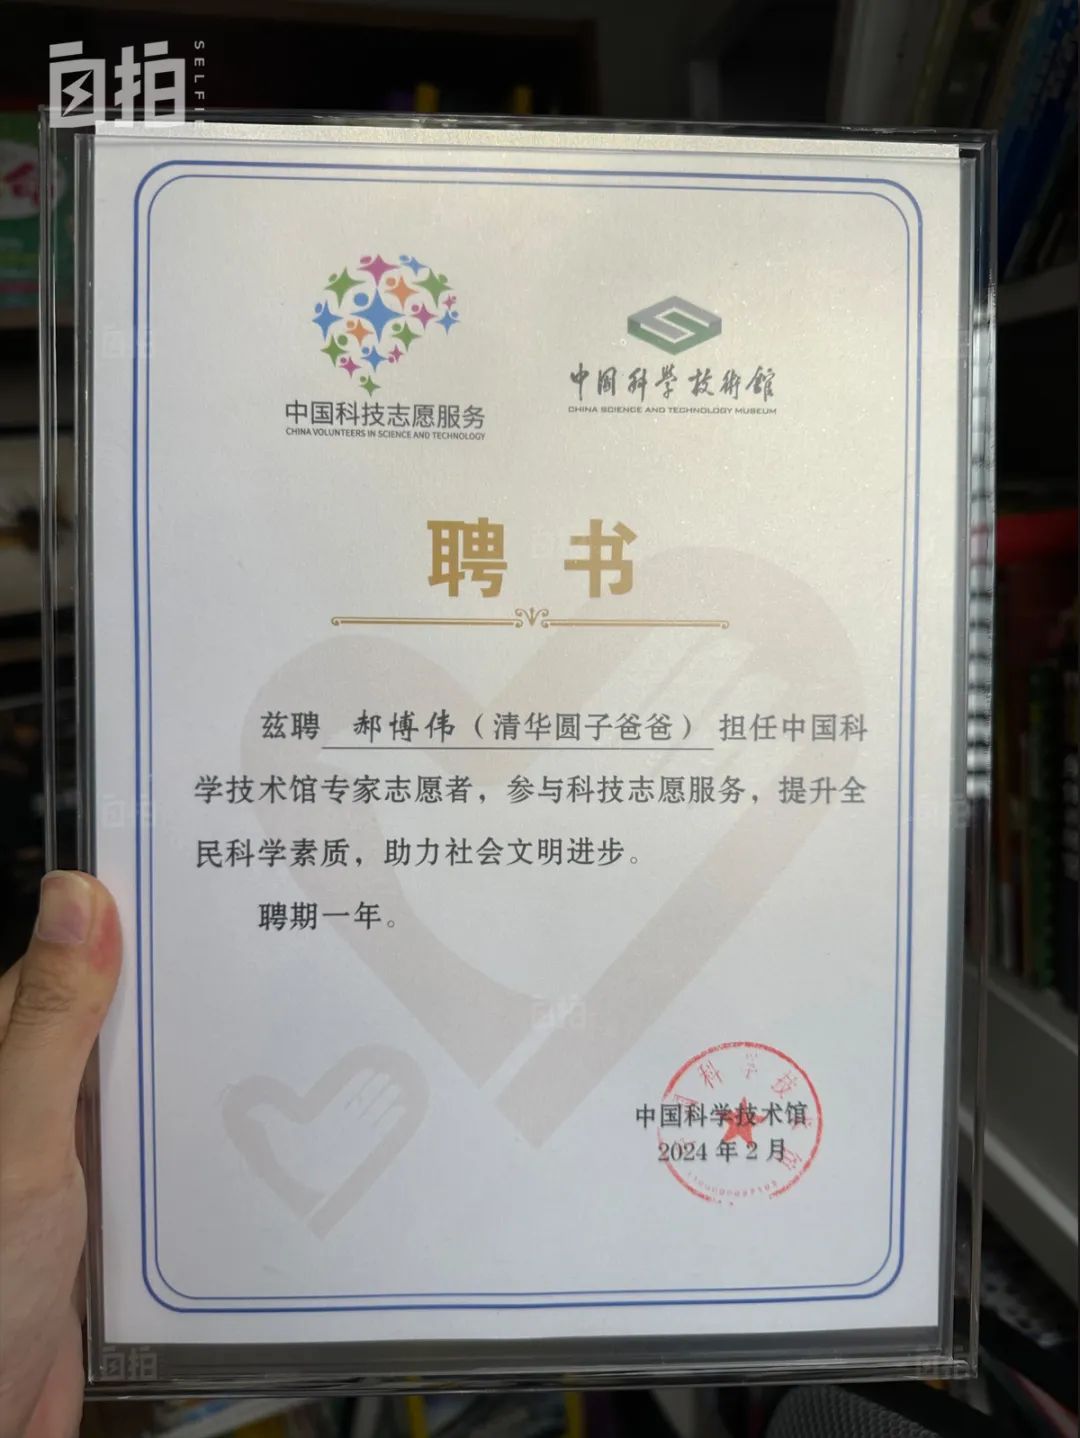 自拍
SELFIE
中国科技志愿服务
CHINA VOLUNTEERS IN SCIENCE AND TECHNOLOGY
中国科学技術館
CHINA SCIENCE AND TECHNOLOGY MUSEUM
聘书
兹聘 郝博伟（清华圆子爸爸）担任中国科
学技术馆专家志愿者，参与科技志愿服务，提升全
民科学素质，助力社会文明进步。
聘期一年。
中国科学技术馆
2024年2月